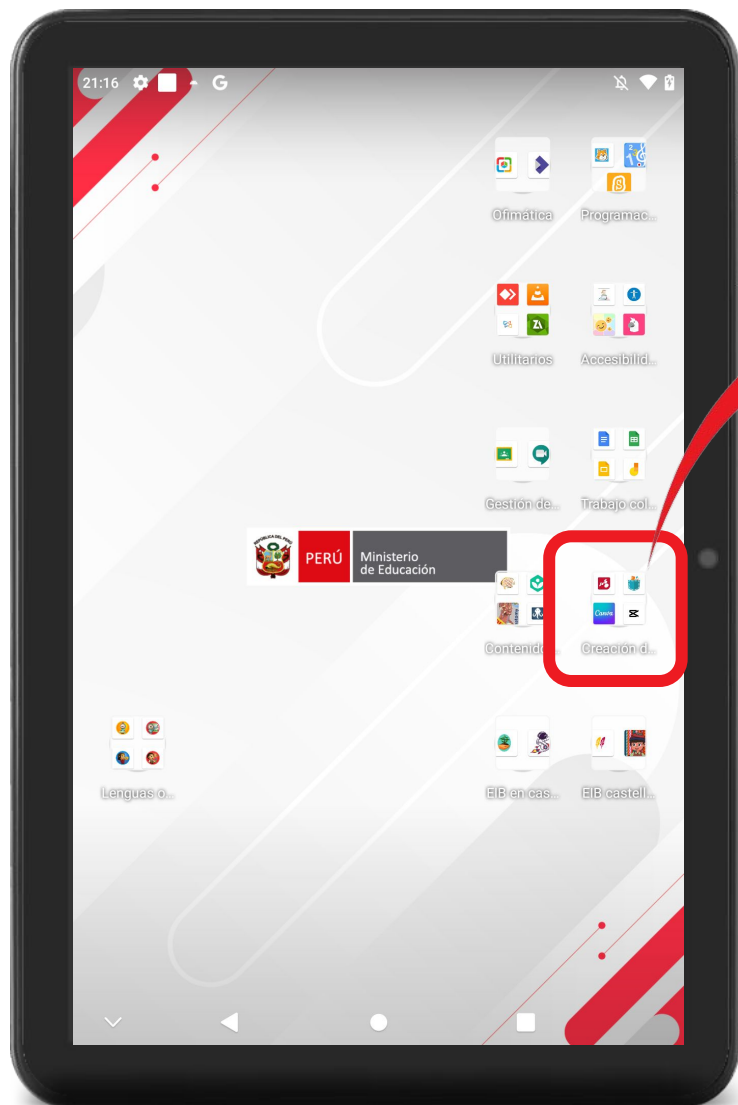 21:16
Ofimática
Programac...
Utilitarios
Accesibilid...
Gestión de...
Trabajo col...
PERÚ
Ministerio
de Educación
Canva
Contenido
Creación d...
Lenguas o...
EIB en cas...
EIB castell...